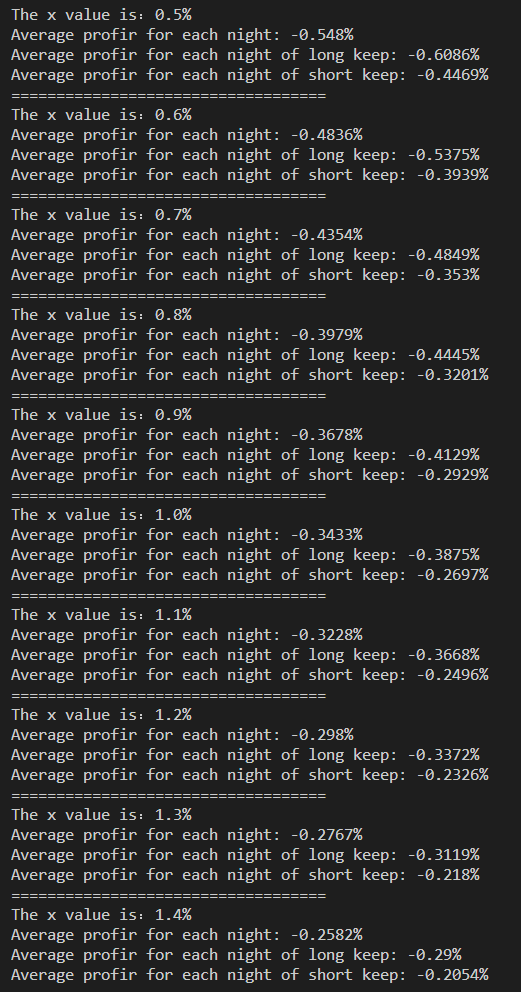 The x value is：0.5%
Average profir for each night: -0.548%
Average profir for each night of long keep: -0.6086%
Average profir for each night of short keep: -0.4469%
===================================
The x value is：0.6%
Average profir for each night: -0.4836%
Average profir for each night of long keep: -0.5375%
Average profir for each night of short keep: -0.3939%
===================================
The x value is：0.7%
Average profir for each night: -0.4354%
Average profir for each night of long keep: -0.4849%
Average profir for each night of short keep: -0.353%
===================================
The x value is：0.8%
Average profir for each night: -0.3979%
Average profir for each night of long keep: -0.4445%
Average profir for each night of short keep: -0.3201%
===================================
The x value is：0.9%
Average profir for each night: -0.3678%
Average profir for each night of long keep: -0.4129%
Average profir for each night of short keep: -0.2929%
===================================
The x value is：1.0%
Average profir for each night: -0.3433%
Average profir for each night of long keep: -0.3875%
Average profir for each night of short keep: -0.2697%
===================================
The x value is：1.1%
Average profir for each night: -0.3228%
Average profir for each night of long keep: -0.3668%
Average profir for each night of short keep: -0.2496%
===================================
The x value is：1.2%
Average profir for each night: -0.298%
Average profir for each night of long keep: -0.3372%
Average profir for each night of short keep: -0.2326%
===================================
The x value is：1.3%
Average profir for each night: -0.2767%
Average profir for each night of long keep: -0.3119%
Average profir for each night of short keep: -0.218%
===================================
The x value is：1.4%
Average profir for each night: -0.2582%
Average profir for each night of long keep: -0.29%
Average profir for each night of short keep: -0.2054%